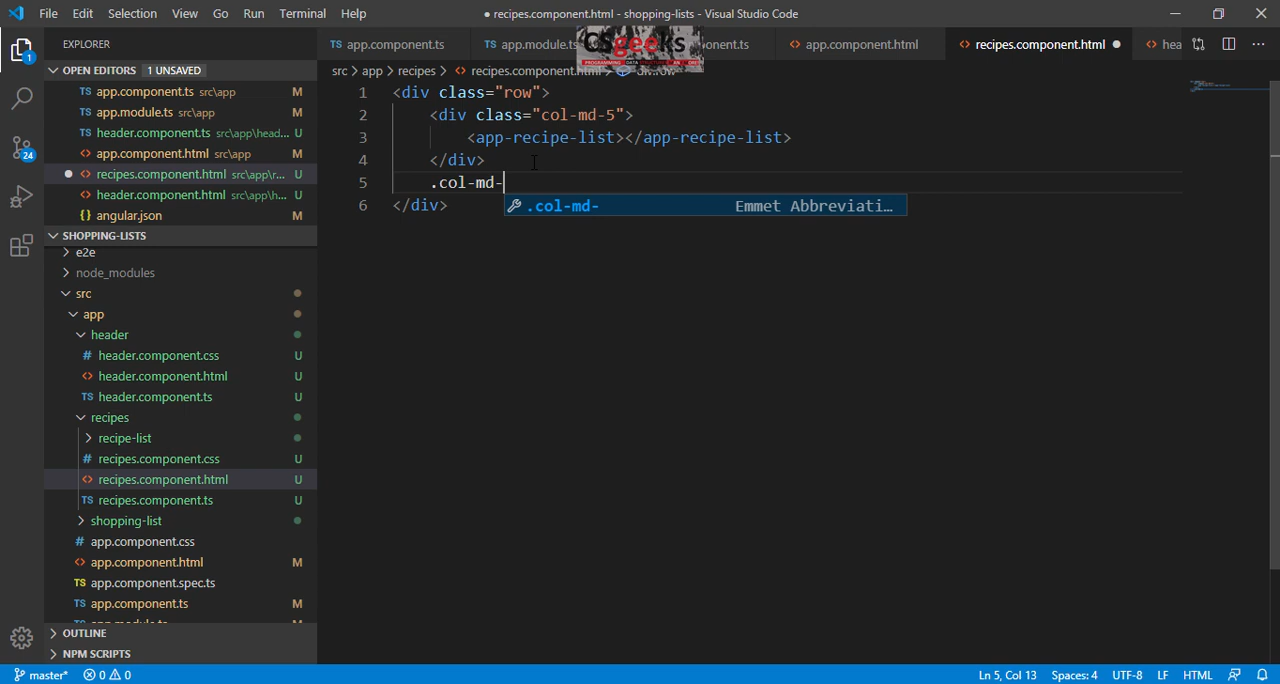 File Edit Selection View Go Run Terminal Help
● recipes.component.html - shopping-lists - Visual Studio Code
EXPLORER
OPEN EDITORS 1 UNSAVED
TS app.component.ts src\app M
TS app.module.ts src\app M
TS header.component.ts src\app\head... U
<> app.component.html src\app M
● <> recipes.component.html src\app\r... U
<> header.component.html src\app\h... U
{} angular.json M
SHOPPING-LISTS
e2e
node_modules
src
app
header
# header.component.css U
<> header.component.html U
TS header.component.ts U
recipes
recipe-list
# recipes.component.css U
<> recipes.component.html U
TS recipes.component.ts U
shopping-list
# app.component.css
<> app.component.html M
TS app.component.spec.ts
TS app.component.ts M
OUTLINE
NPM SCRIPTS
1
24
TS app.component.ts
TS app.module.ts
onent.ts
<> app.component.html
<> recipes.component.html ●
<> hea
CSgeeks
src > app > recipes > <> recipes.component.html >
1 <div class="row">
2 <div class="col-md-5">
3 <app-recipe-list></app-recipe-list>
4 </div>
5 .col-md-
6 </div>
.col-md- Emmet Abbreviati...
master* 0 0
Ln 5, Col 13 Spaces: 4 UTF-8 LF HTML